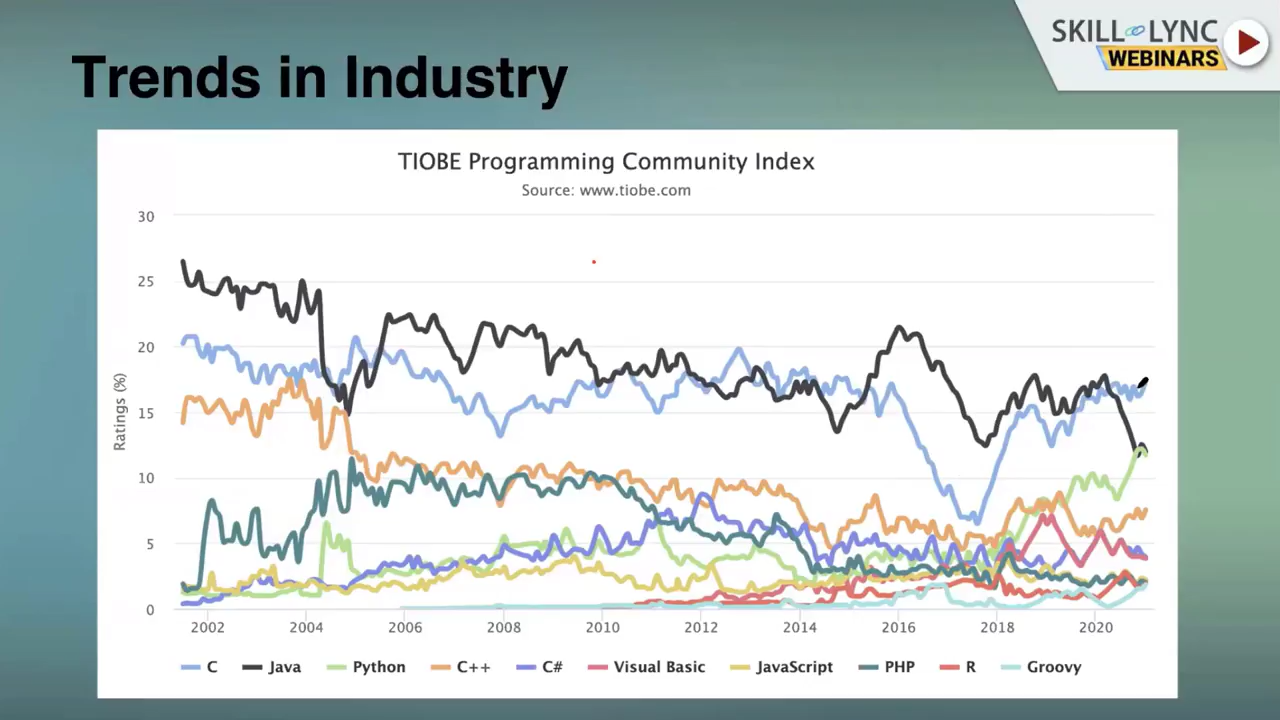 SKILL LYNC
WEBINARS
Trends in Industry
TIOBE Programming Community Index
Source: www.tiobe.com
Ratings (%)
30
25
20
15
10
5
0
2002 2004 2006 2008 2010 2012 2014 2016 2018 2020
C Java Python C++ C# Visual Basic JavaScript PHP R Groovy